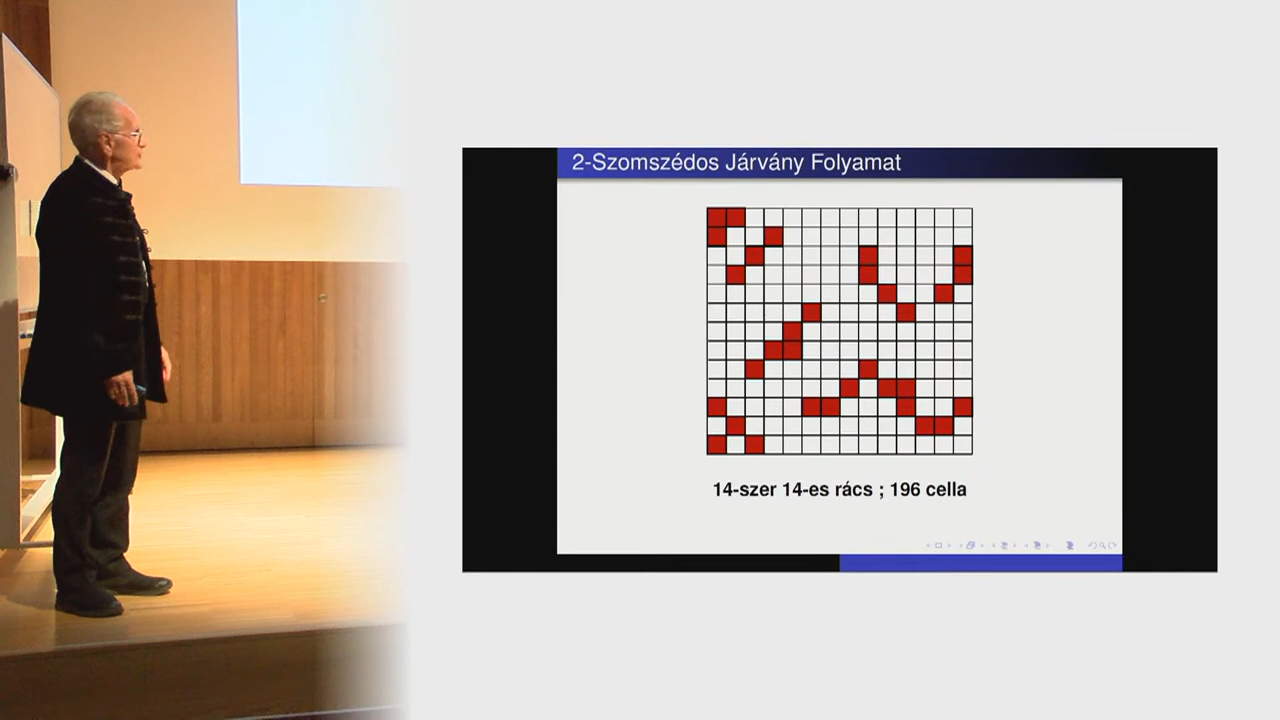 2-Szomszédos Járvány Folyamat
14-szer 14-es rács ; 196 cella